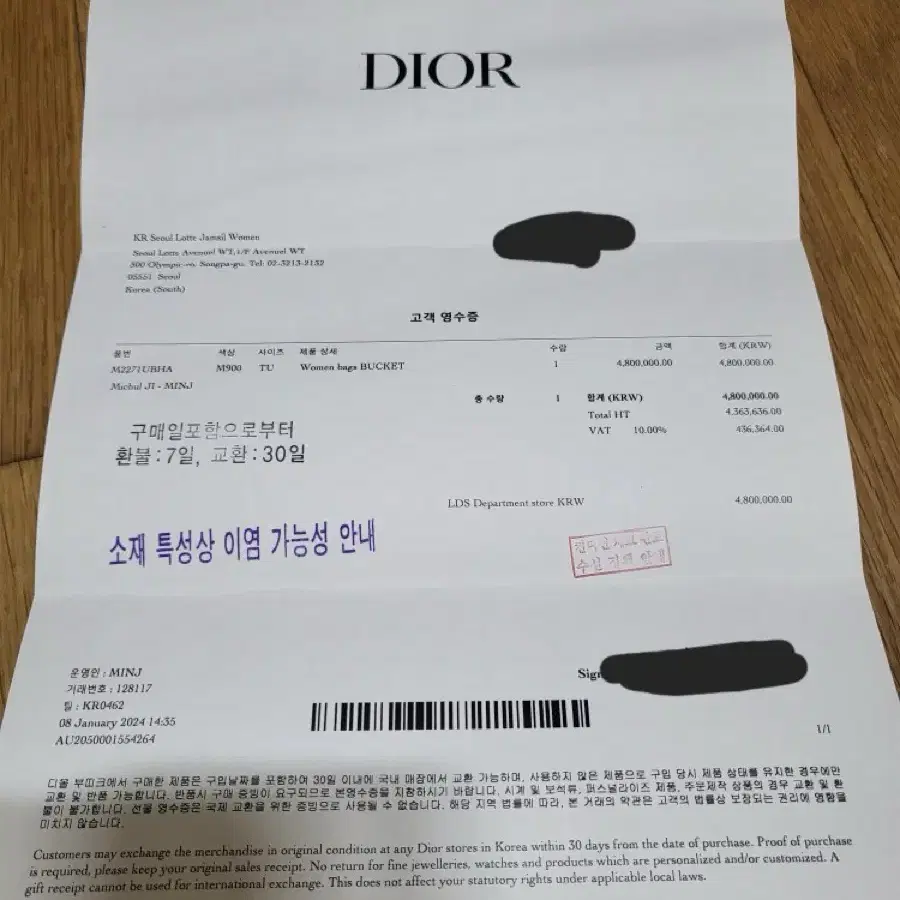 DIOR
KR Seoul Lotte Jamsil Women
Seoul Lotte Avenuel WT, 1/F Avenuel WT
300 Olympic-ro, Songpa-gu, Tel: 02-3213-2132
05551 Seoul
Korea (South)
고객 영수증
품번 색상 사이즈 제품 상세 수량 금액 합계 (KRW)
M2271UBHA M900 TU Women bags BUCKET 1 4,800,000.00 4,800,000.00
Michul JI - MINJ
총 수량 1 합계 (KRW) 4,800,000.00
Total HT 4,363,636.00
VAT 10.00% 436,364.00
구매일포함으로부터
환불 : 7일, 교환 : 30일
LDS Department store KRW 4,800,000.00
소재 특성상 이염 가능성 안내
운영인 : MINJ
거래번호 : 128117
틸 : KR0462
08 January 2024 14:35
AU2050001554264
Sign
1/1
디올 부띠크에서 구매한 제품은 구입날짜를 포함하여 30일 이내에 국내 매장에서 교환 가능하며, 사용하지 않은 제품으로 구입 당시 제품 상태를 유지한 경우에만
교환 및 반품 가능합니다. 반품시 구매 증빙이 요구되므로 본영수증을 지참하시기 바랍니다. 시계 및 보석류, 퍼스널라이즈 제품, 주문제작 상품의 경우 교환 및 환
불이 불가합니다. 선물 영수증은 국제 교환을 위한 증빙으로 사용될 수 없습니다. 해당 지역 법률에 따라, 본 거래의 약관은 고객의 법률상 보장되는 권리에 영향을
미치지 않습니다.
Customers may exchange the merchandise in original condition at any Dior stores in Korea within 30 days from the date of purchase. Proof of purchase
is required, please keep your original sales receipt. No return for fine jewelleries, watches and products which are personalized and/or customized. A
gift receipt cannot be used for international exchange. This does not affect your statutory rights under applicable local laws.